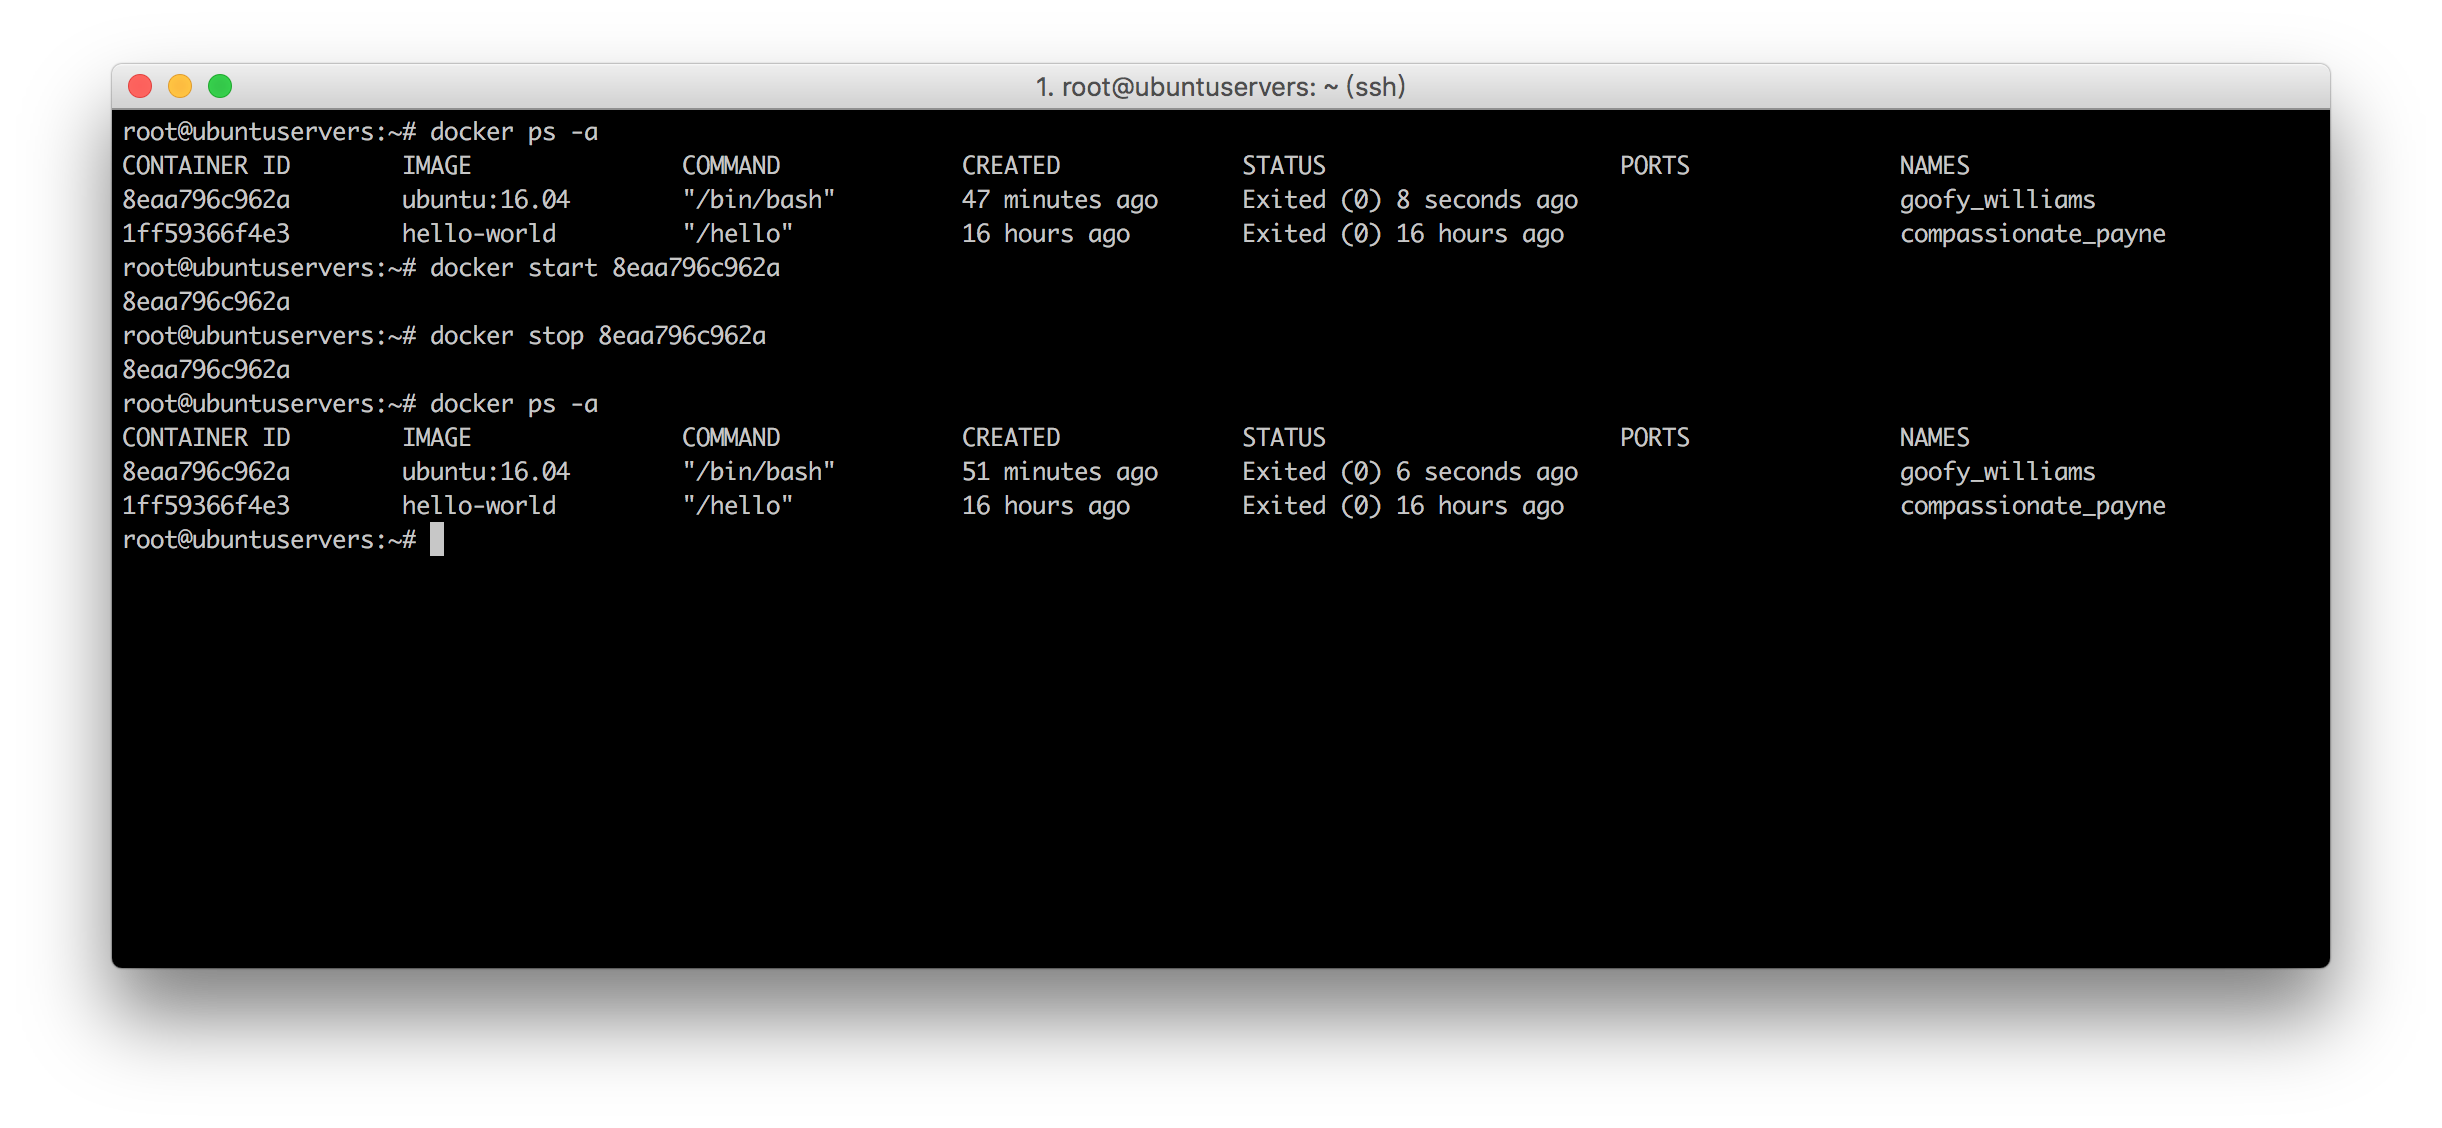 1. root@ubuntuservers: ~ (ssh)
root@ubuntuservers:~# docker ps -a
CONTAINER ID        IMAGE               COMMAND             CREATED             STATUS                     PORTS               NAMES
8eaa796c962a        ubuntu:16.04        "/bin/bash"         47 minutes ago      Exited (0) 8 seconds ago                       goofy_williams
1ff59366f4e3        hello-world         "/hello"            16 hours ago        Exited (0) 16 hours ago                        compassionate_payne
root@ubuntuservers:~# docker start 8eaa796c962a
8eaa796c962a
root@ubuntuservers:~# docker stop 8eaa796c962a
8eaa796c962a
root@ubuntuservers:~# docker ps -a
CONTAINER ID        IMAGE               COMMAND             CREATED             STATUS                     PORTS               NAMES
8eaa796c962a        ubuntu:16.04        "/bin/bash"         51 minutes ago      Exited (0) 6 seconds ago                       goofy_williams
1ff59366f4e3        hello-world         "/hello"            16 hours ago        Exited (0) 16 hours ago                        compassionate_payne
root@ubuntuservers:~#